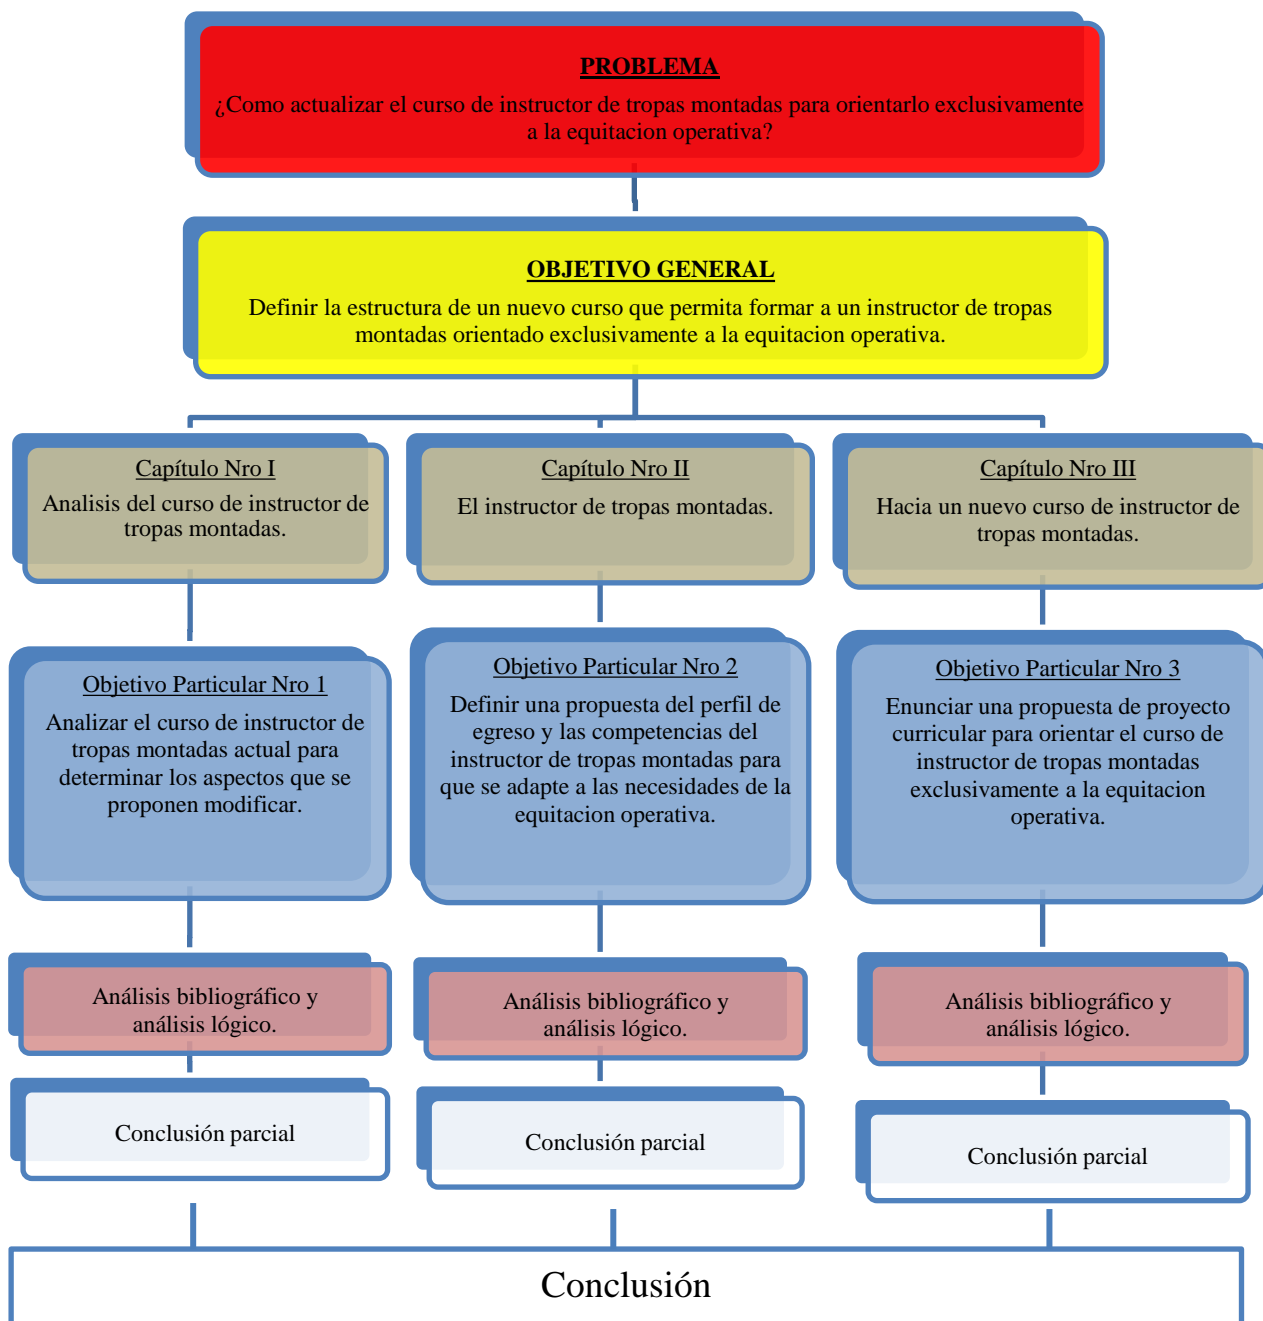 PROBLEMA
¿Como actualizar el curso de instructor de tropas montadas para orientarlo exclusivamente
a la equitacion operativa?
OBJETIVO GENERAL
Definir la estructura de un nuevo curso que permita formar a un instructor de tropas
montadas orientado exclusivamente a la equitacion operativa.
Capítulo Nro I
Analisis del curso de instructor de
tropas montadas.
Capítulo Nro II
El instructor de tropas montadas.
Capítulo Nro III
Hacia un nuevo curso de instructor de
tropas montadas.
Objetivo Particular Nro 1
Analizar el curso de instructor de
tropas montadas actual para
determinar los aspectos que se
proponen modificar.
Objetivo Particular Nro 2
Definir una propuesta del perfil de
egreso y las competencias del
instructor de tropas montadas para
que se adapte a las necesidades de la
equitacion operativa.
Objetivo Particular Nro 3
Enunciar una propuesta de proyecto
curricular para orientar el curso de
instructor de tropas montadas
exclusivamente a la equitacion
operativa.
Análisis bibliográfico y
análisis lógico.
Análisis bibliográfico y
análisis lógico.
Análisis bibliográfico y
análisis lógico.
Conclusión parcial
Conclusión parcial
Conclusión parcial
Conclusión